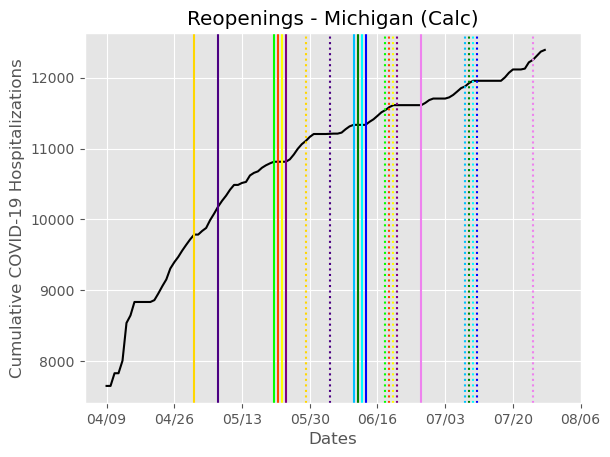 Reopenings - Michigan (Calc)
Cumulative COVID-19 Hospitalizations
12000
11000
10000
9000
8000
04/09 04/26 05/13 05/30 06/16 07/03 07/20 08/06
Dates